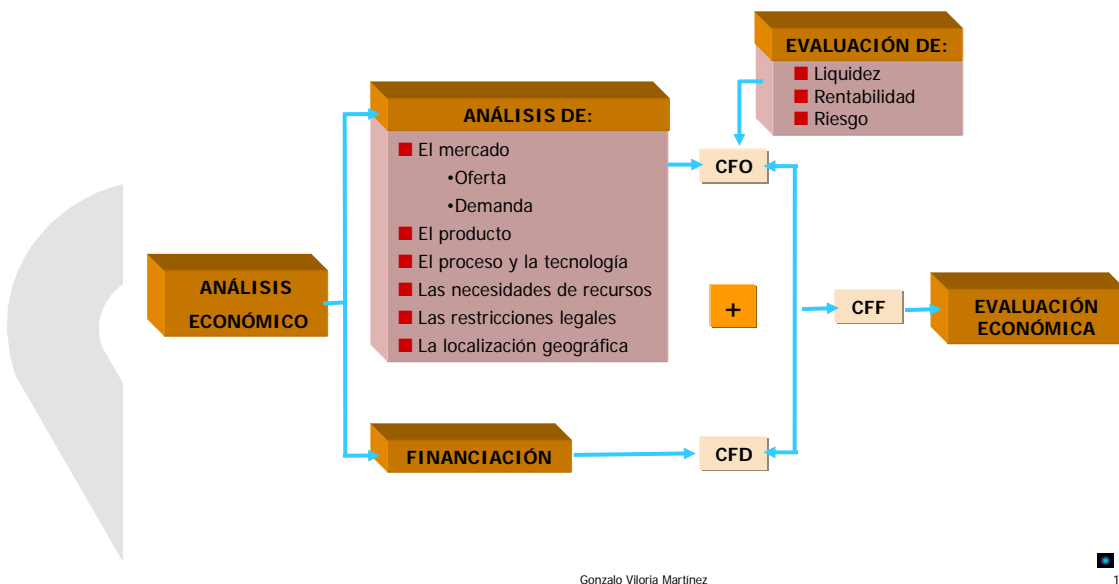 EVALUACIÓN DE:
Liquidez
Rentabilidad
Riesgo
ANÁLISIS DE:
El mercado
•Oferta
•Demanda
El producto
El proceso y la tecnología
Las necesidades de recursos
Las restricciones legales
La localización geográfica
CFO
ANÁLISIS
ECONÓMICO
+
CFF
EVALUACIÓN
ECONÓMICA
FINANCIACIÓN
CFD
Gonzalo Viloria Martínez
1